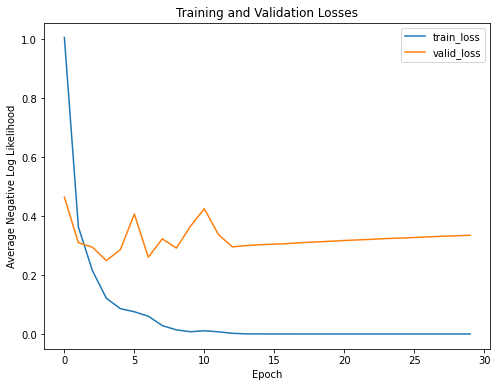 Training and Validation Losses
train_loss
valid_loss
Average Negative Log Likelihood
1.0
0.8
0.6
0.4
0.2
0.0
0 5 10 15 20 25 30
Epoch